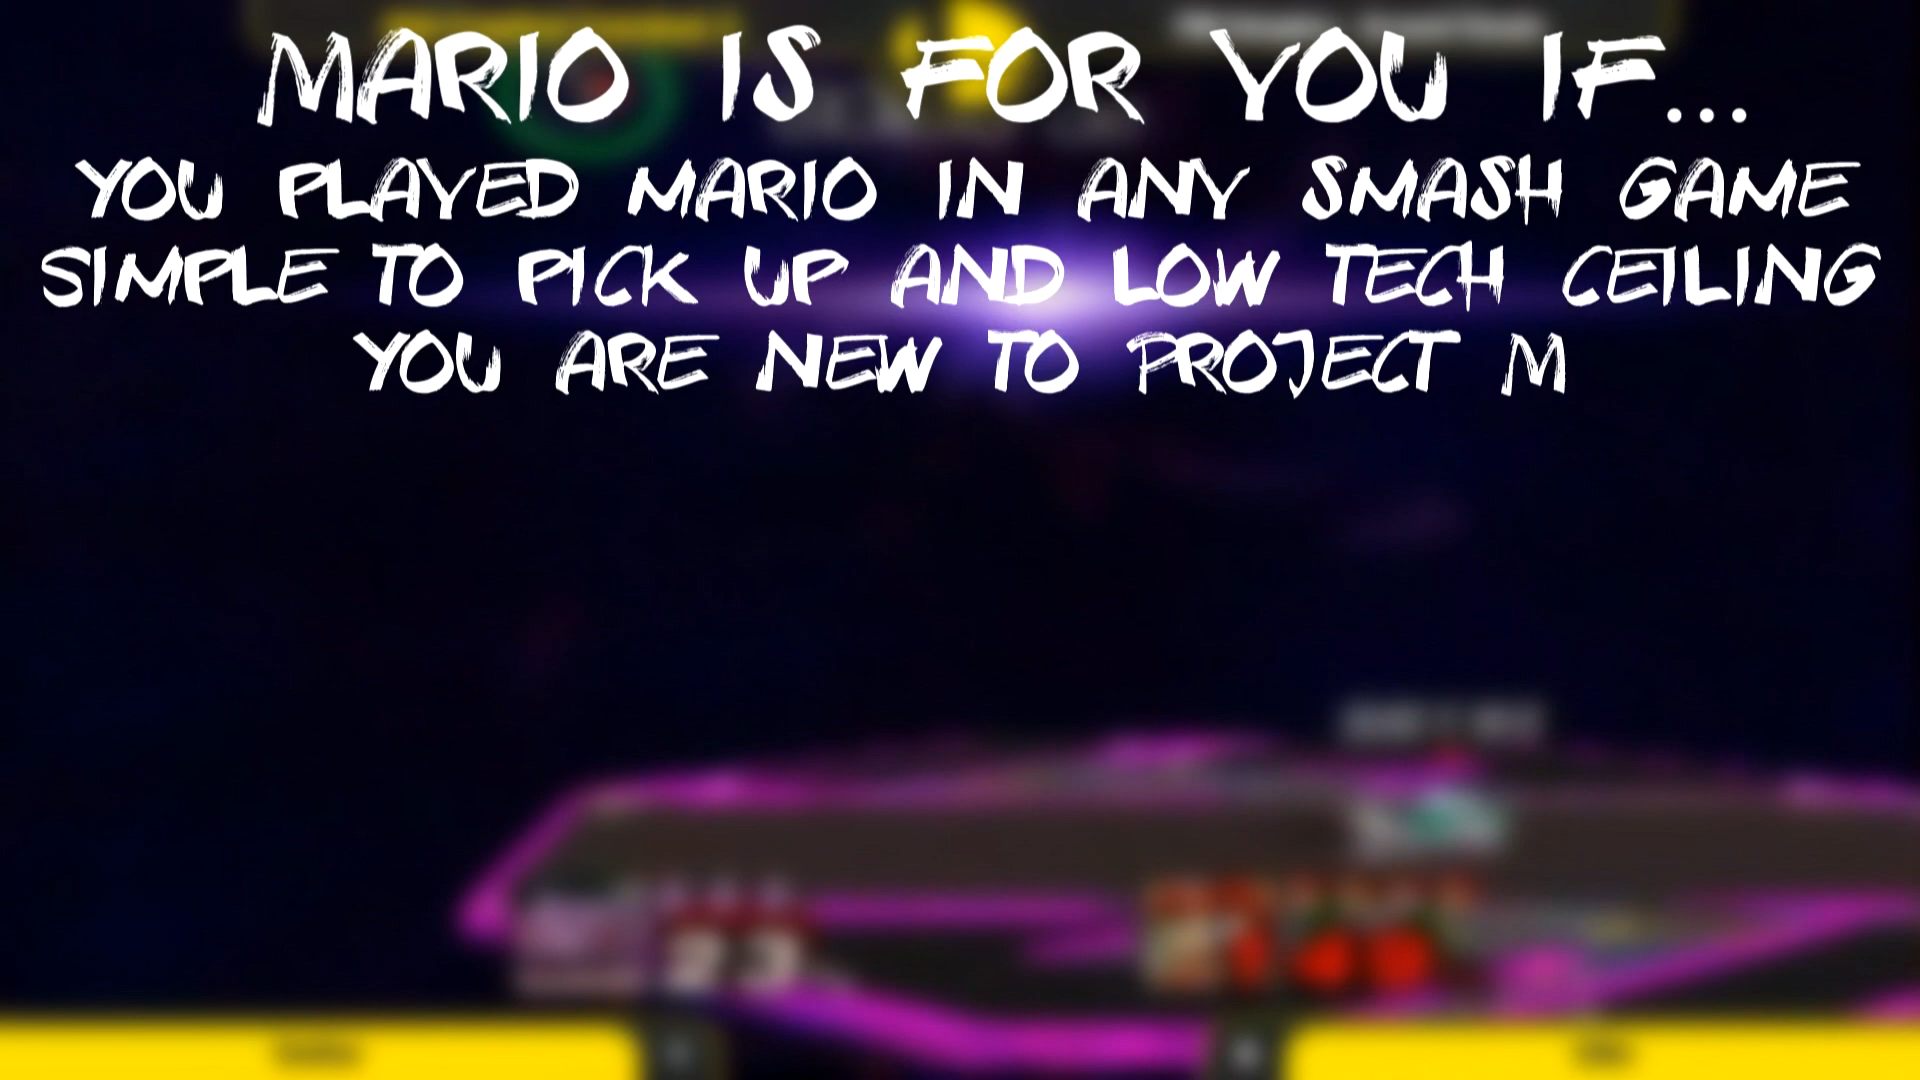 MARIO IS FOR YOU IF...
YOU PLAYED MARIO IN ANY SMASH GAME
SIMPLE TO PICK UP AND LOW TECH CEILING
YOU ARE NEW TO PROJECT M